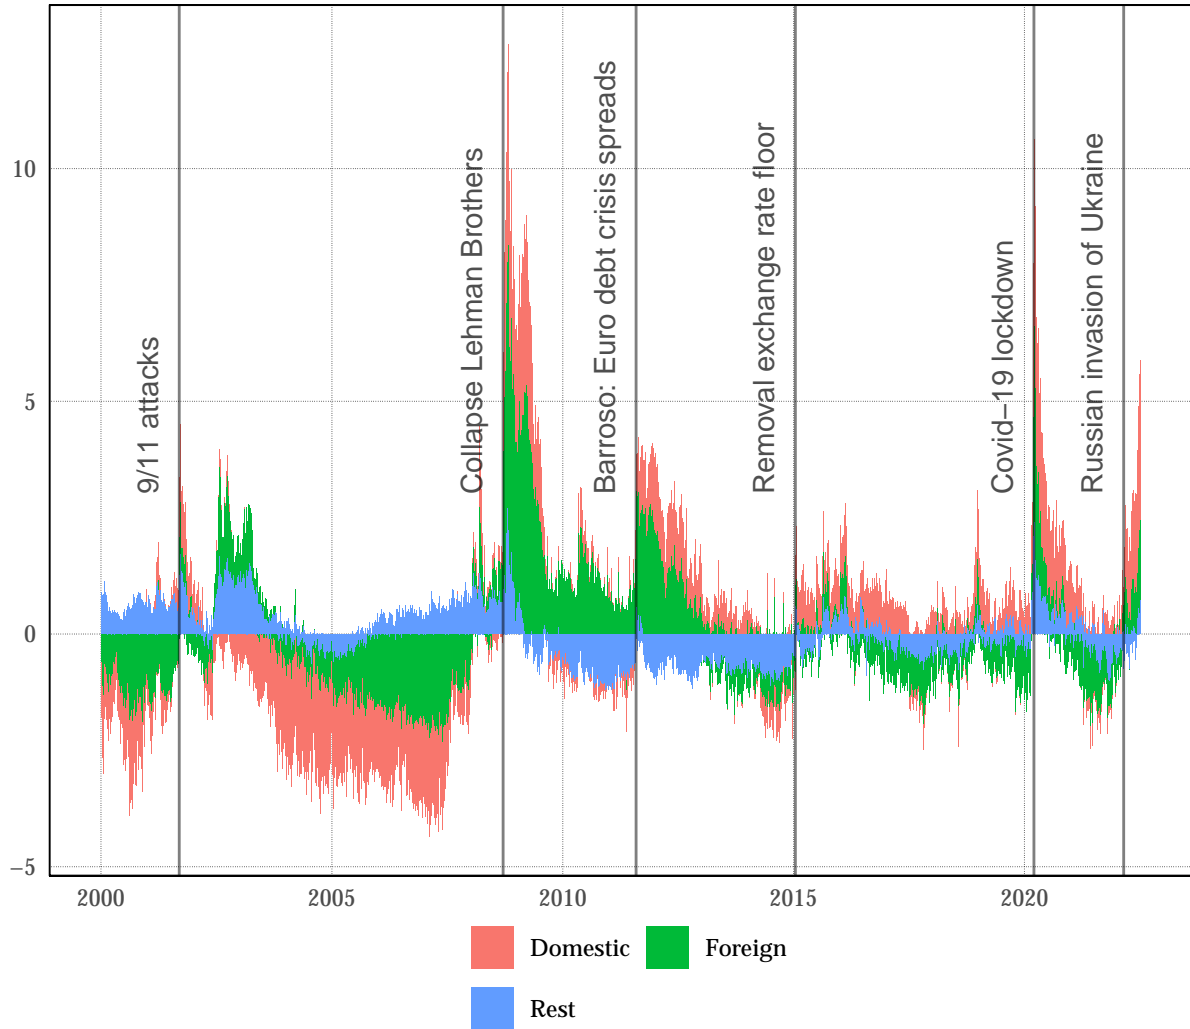 10
5
0
−5
9/11 attacks
Collapse Lehman Brothers
Barroso: Euro debt crisis spreads
Removal exchange rate floor
Covid−19 lockdown
Russian invasion of Ukraine
2000 2005 2010 2015 2020
Domestic Foreign
Rest